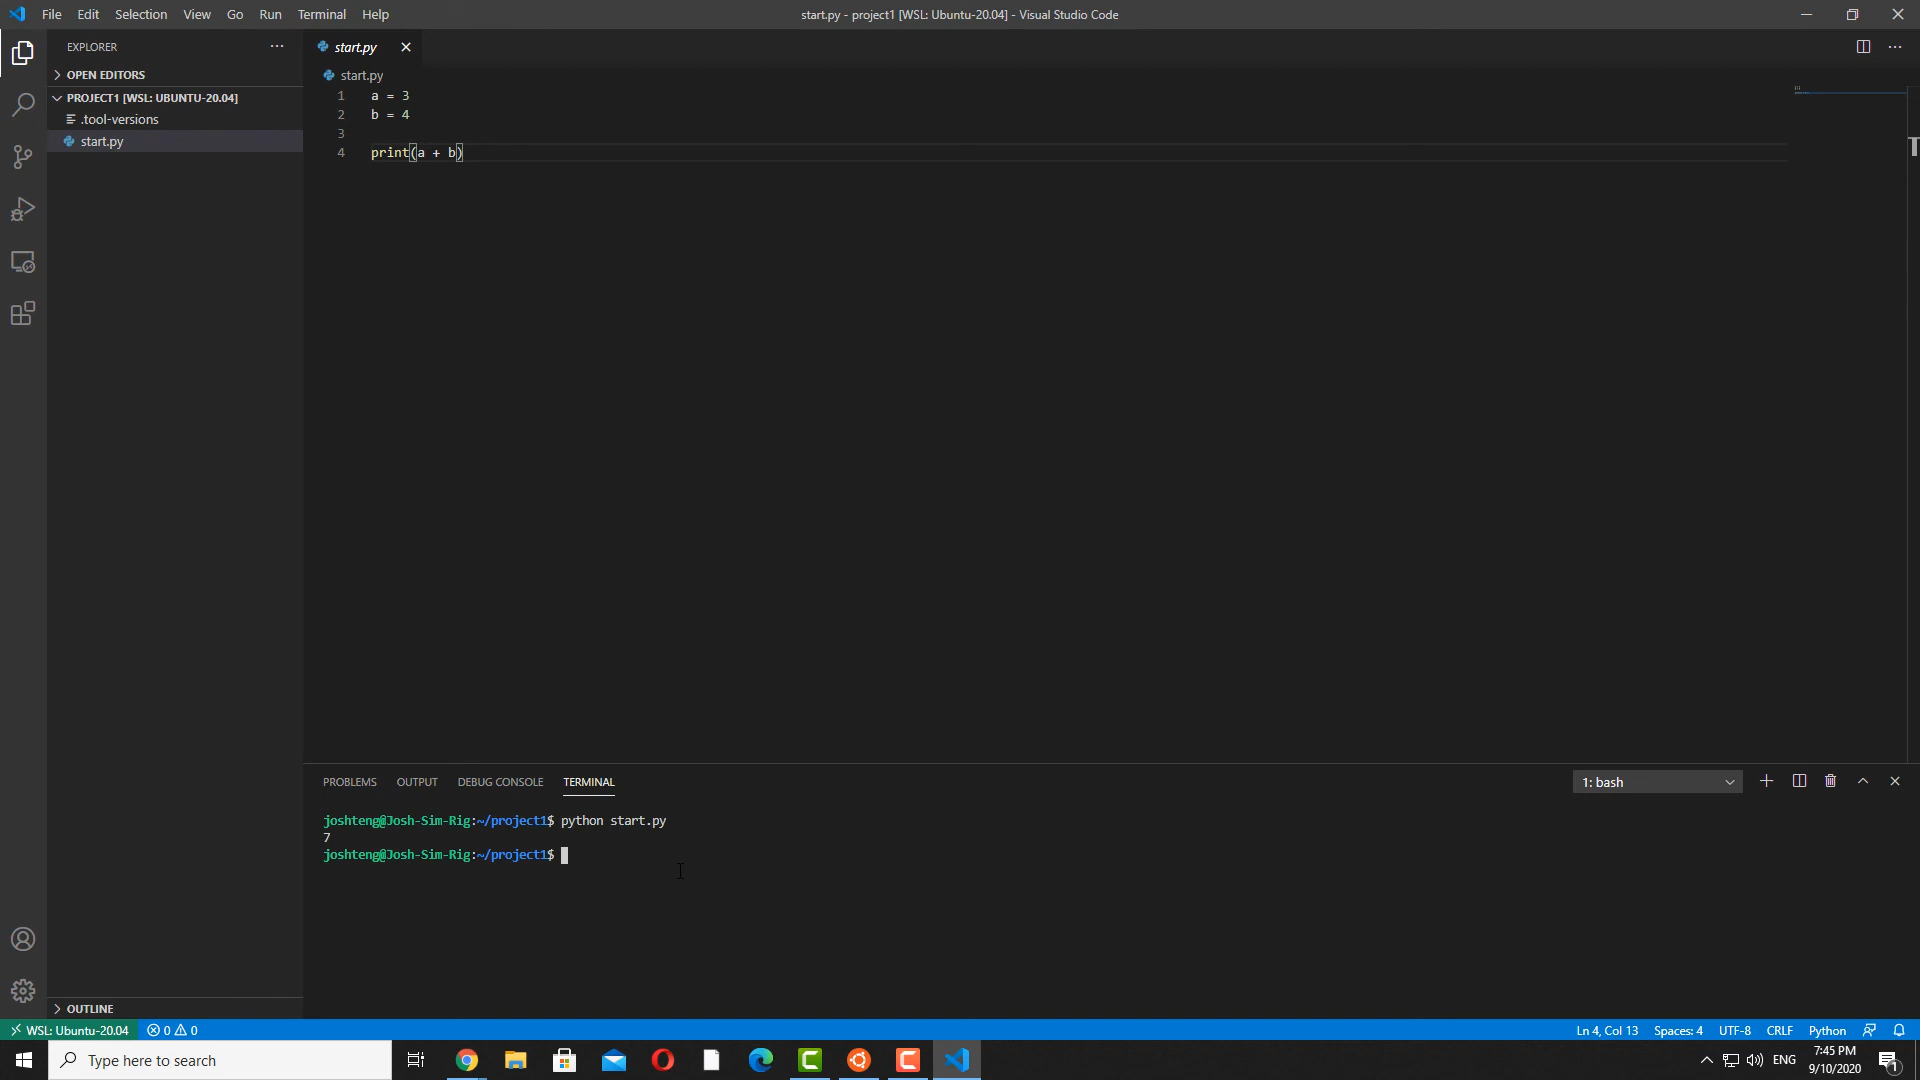 File Edit Selection View Go Run Terminal Help
start.py - project1 [WSL: Ubuntu-20.04] - Visual Studio Code
EXPLORER
OPEN EDITORS
PROJECT1 [WSL: UBUNTU-20.04]
.tool-versions
start.py
OUTLINE
start.py
start.py
1 a = 3
2 b = 4
3
4 print(a + b)
PROBLEMS OUTPUT DEBUG CONSOLE TERMINAL
1: bash
joshteng@Josh-Sim-Rig:~/project1$ python start.py
7
joshteng@Josh-Sim-Rig:~/project1$
WSL: Ubuntu-20.04 0 0
Ln 4, Col 13 Spaces: 4 UTF-8 CRLF Python
Type here to search
ENG
7:45 PM
9/10/2020
1